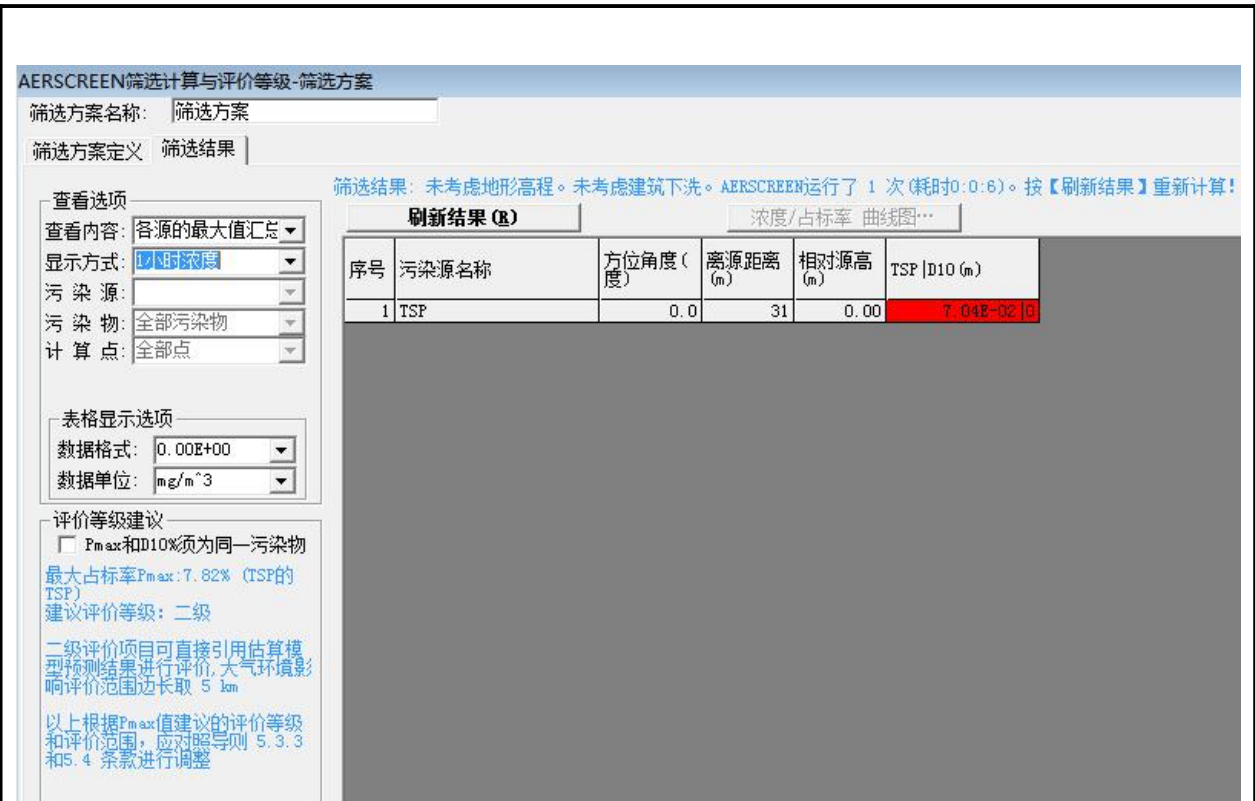 AERSCREEN筛选计算与评价等级-筛选方案
筛选方案名称: 筛选方案
筛选方案定义 筛选结果
筛选结果: 未考虑地形高程。未考虑建筑下洗。AERSCREEN运行了 1 次(耗时0:0:6)。按【刷新结果】重新计算!
刷新结果(R) 浓度/占标率 曲线图…
查看选项
查看内容: 各源的最大值汇总
显示方式: 1小时浓度
污 染 源:
污 染 物: 全部污染物
计 算 点: 全部点
序号 污染源名称 方位角度(度) 离源距离(m) 相对源高(m) TSP|D10(m)
1 TSP 0.0 31 0.00 7.04E-02|0
表格显示选项
数据格式: 0.00E+00
数据单位: mg/m^3
评价等级建议
Pmax和D10%须为同一污染物
最大占标率Pmax:7.82% (TSP的
TSP)
建议评价等级: 二级
二级评价项目可直接引用估算模
型预测结果进行评价,大气环境影
响评价范围边长取 5 km
以上根据Pmax值建议的评价等级
和评价范围, 应对照导则 5.3.3
和5.4 条款进行调整